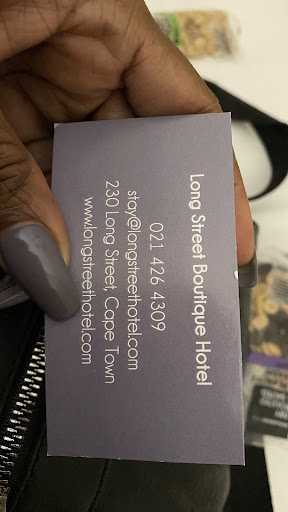 Long Street Boutique Hotel
021 426 4309
stay@longstreethotel.com
230 Long Street, Cape Town
www.longstreethotel.com